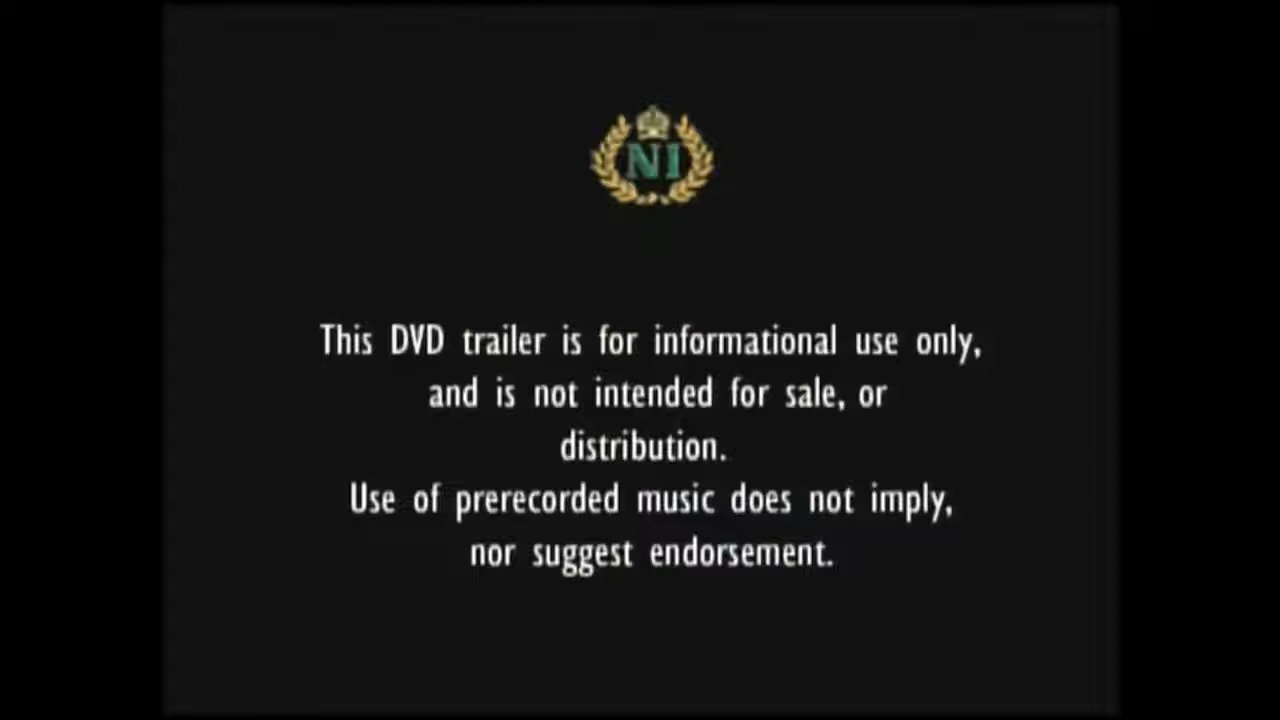 NI
This DVD trailer is for informational use only,
and is not intended for sale, or
distribution.
Use of prerecorded music does not imply,
nor suggest endorsement.